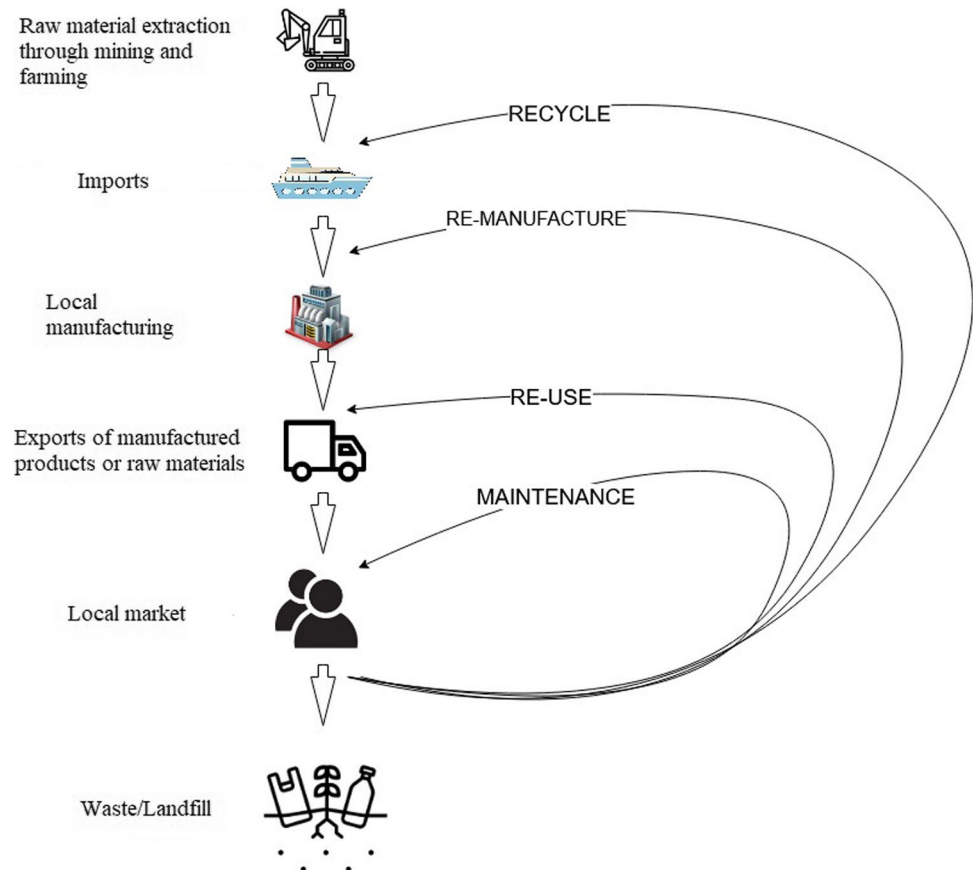 Raw material extraction
through mining and
farming
RECYCLE
Imports
RE-MANUFACTURE
Local
manufacturing
RE-USE
Exports of manufactured
products or raw materials
MAINTENANCE
Local market
Waste/Landfill